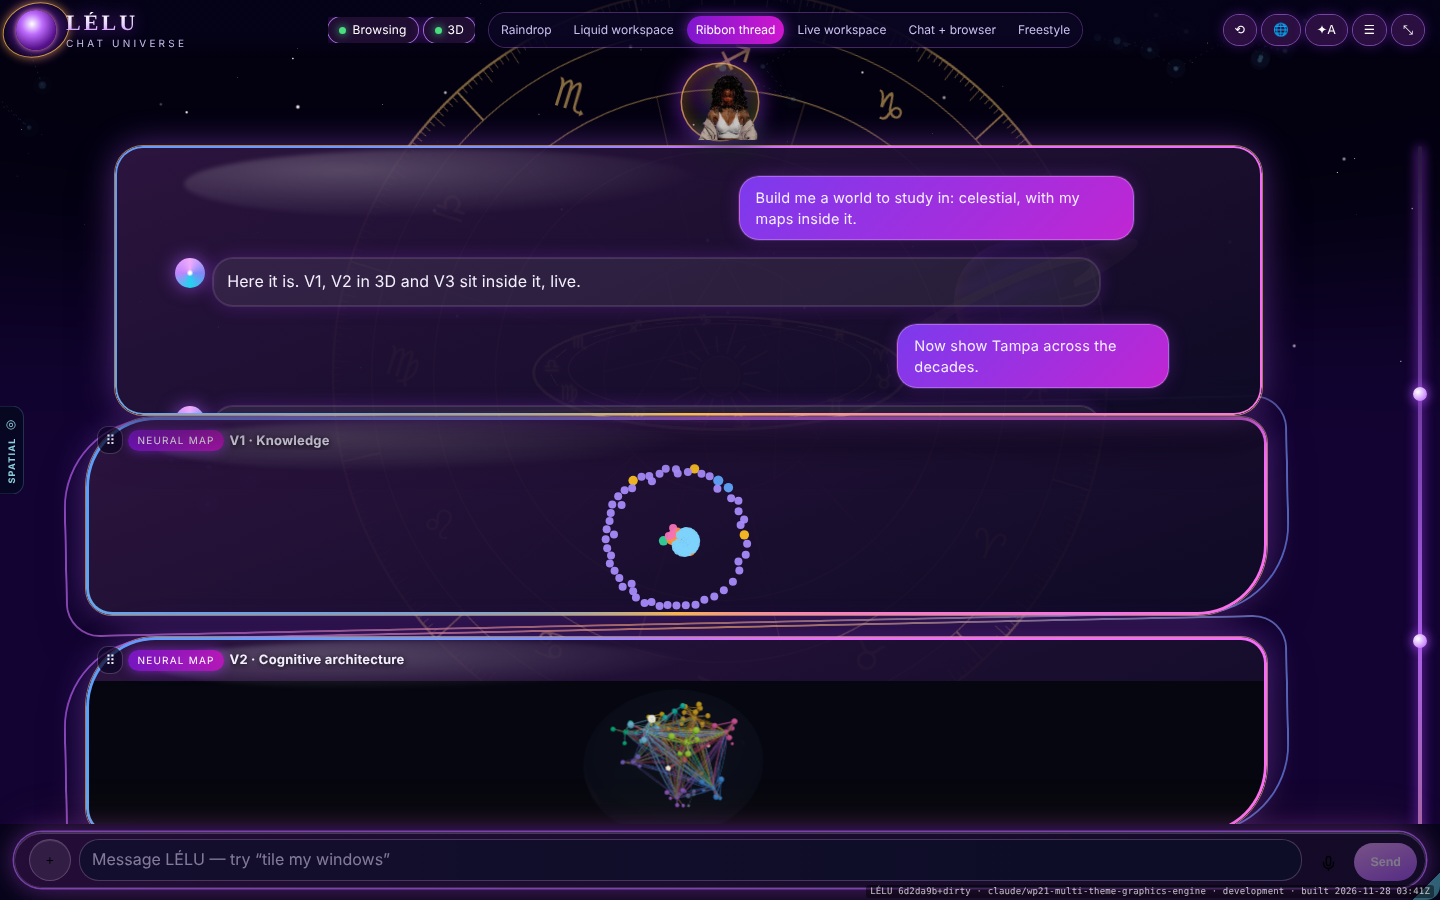 LÉLU
CHAT UNIVERSE
Browsing
3D
Raindrop
Liquid workspace
Ribbon thread
Live workspace
Chat + browser
Freestyle
✦A
Build me a world to study in: celestial, with my
maps inside it.
Here it is. V1, V2 in 3D and V3 sit inside it, live.
Now show Tampa across the
decades.
SPATIAL
NEURAL MAP V1 · Knowledge
NEURAL MAP V2 · Cognitive architecture
+
Message LÉLU — try “tile my windows”
Send
LÉLU 6d2da9b+dirty · claude/wp21-multi-theme-graphics-engine · development · built 2026-11-28 03:41Z